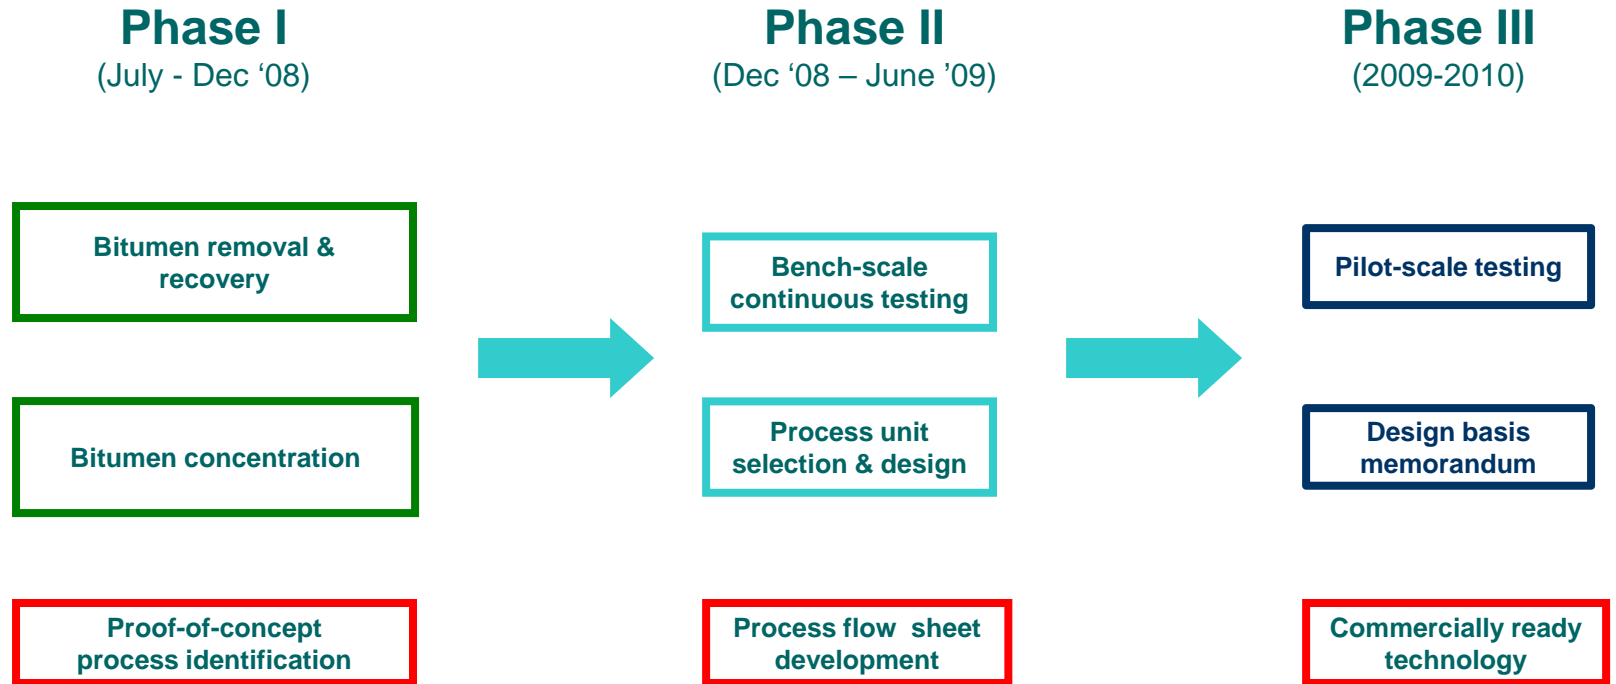 Phase I
(July - Dec ‘08)
Bitumen removal &
recovery
Bitumen concentration
Proof-of-concept
process identification
Phase II
(Dec ‘08 – June ’09)
Bench-scale
continuous testing
Process unit
selection & design
Process flow sheet
development
Phase III
(2009-2010)
Pilot-scale testing
Design basis
memorandum
Commercially ready
technology